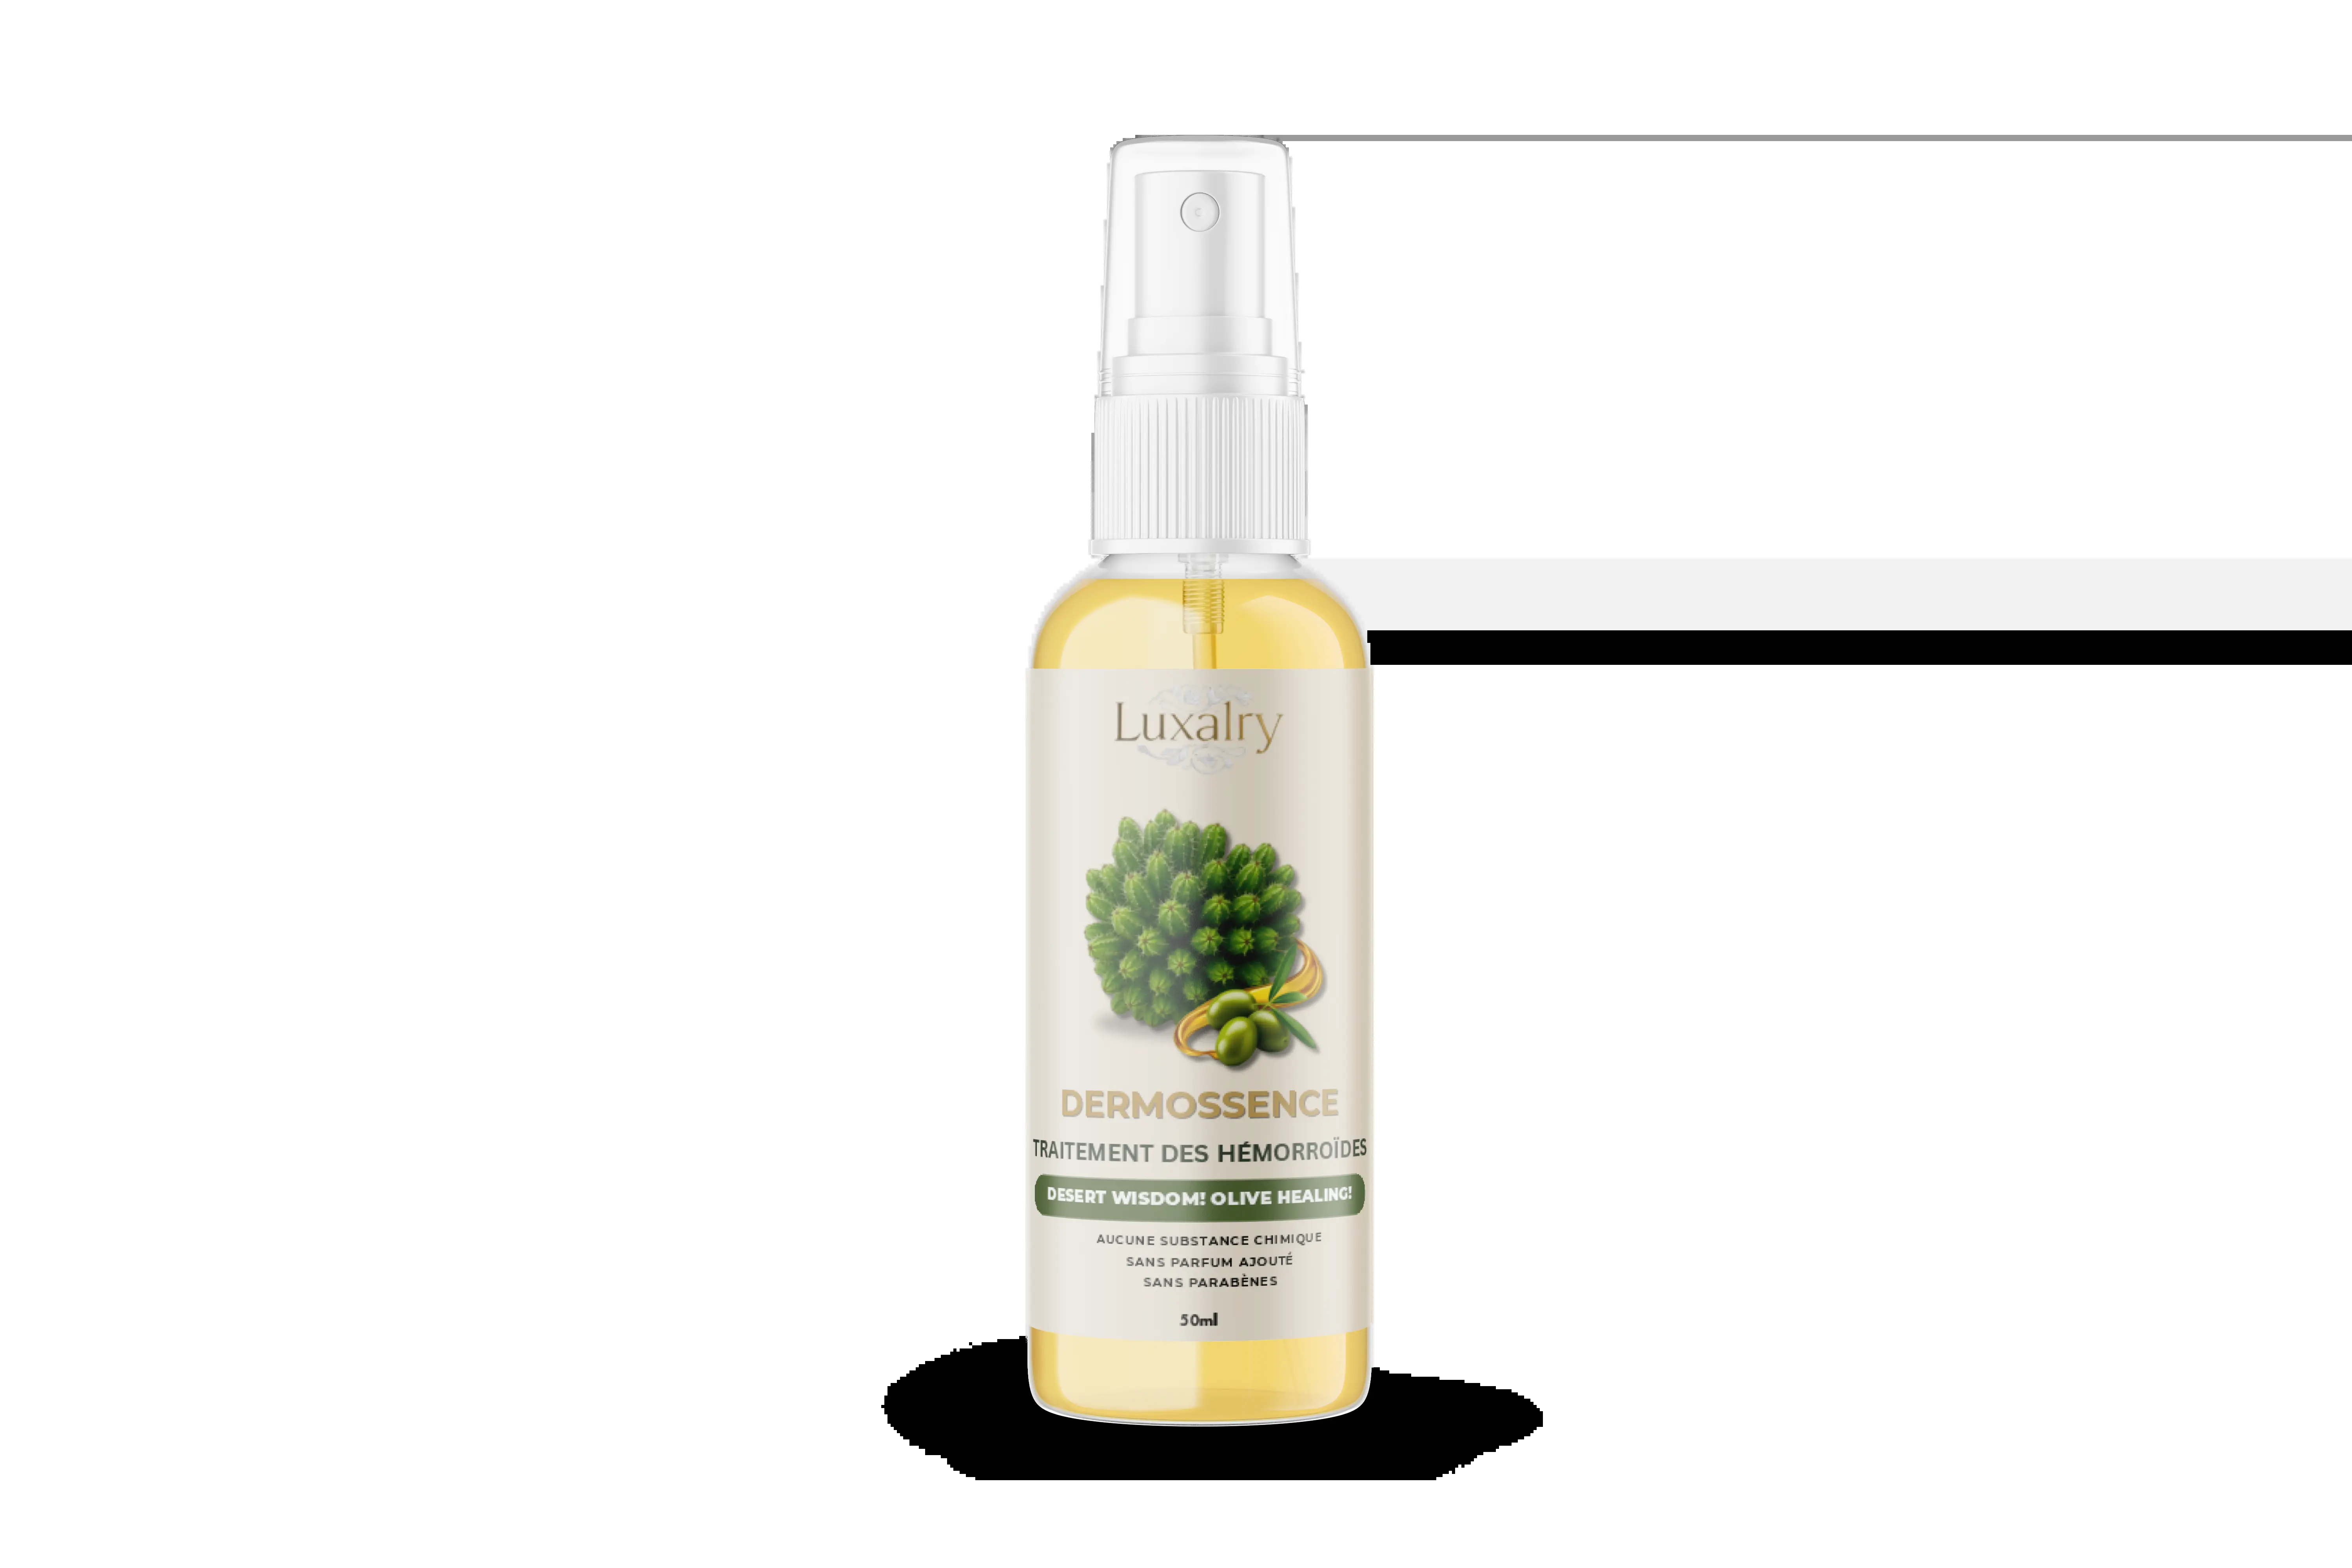 Luxalry
DERMOSSENCE
TRAITEMENT DES HÉMORROÏDES
DESERT WISDOM! OLIVE HEALING!
AUCUNE SUBSTANCE CHIMIQUE
SANS PARFUM AJOUTÉ
SANS PARABÈNES
50ml